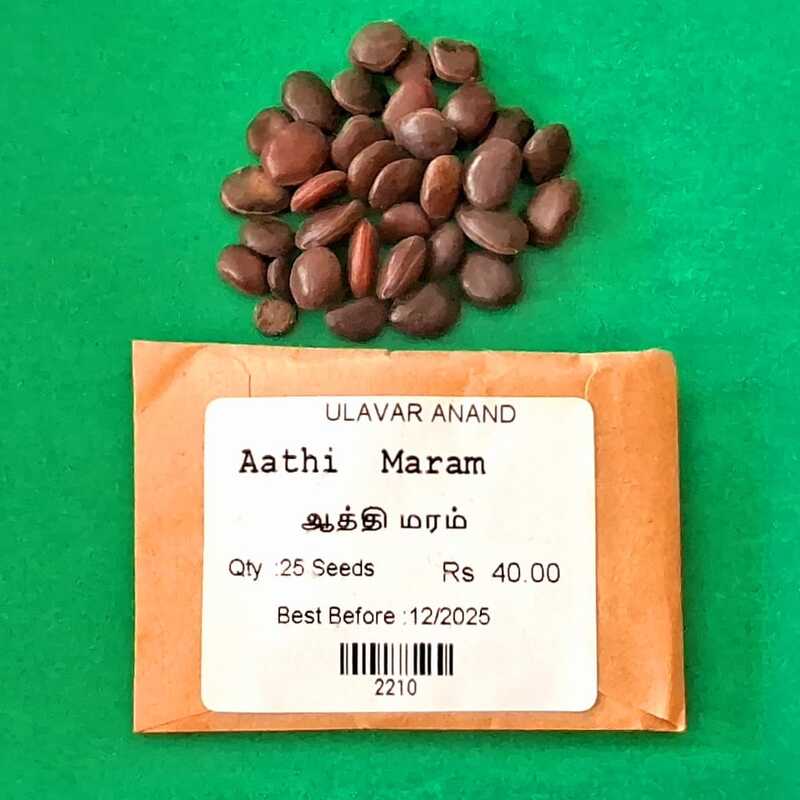 ULAVAR ANAND
Aathi Maram
ஆத்தி மரம்
Qty :25 Seeds Rs 40.00
Best Before :12/2025
2210